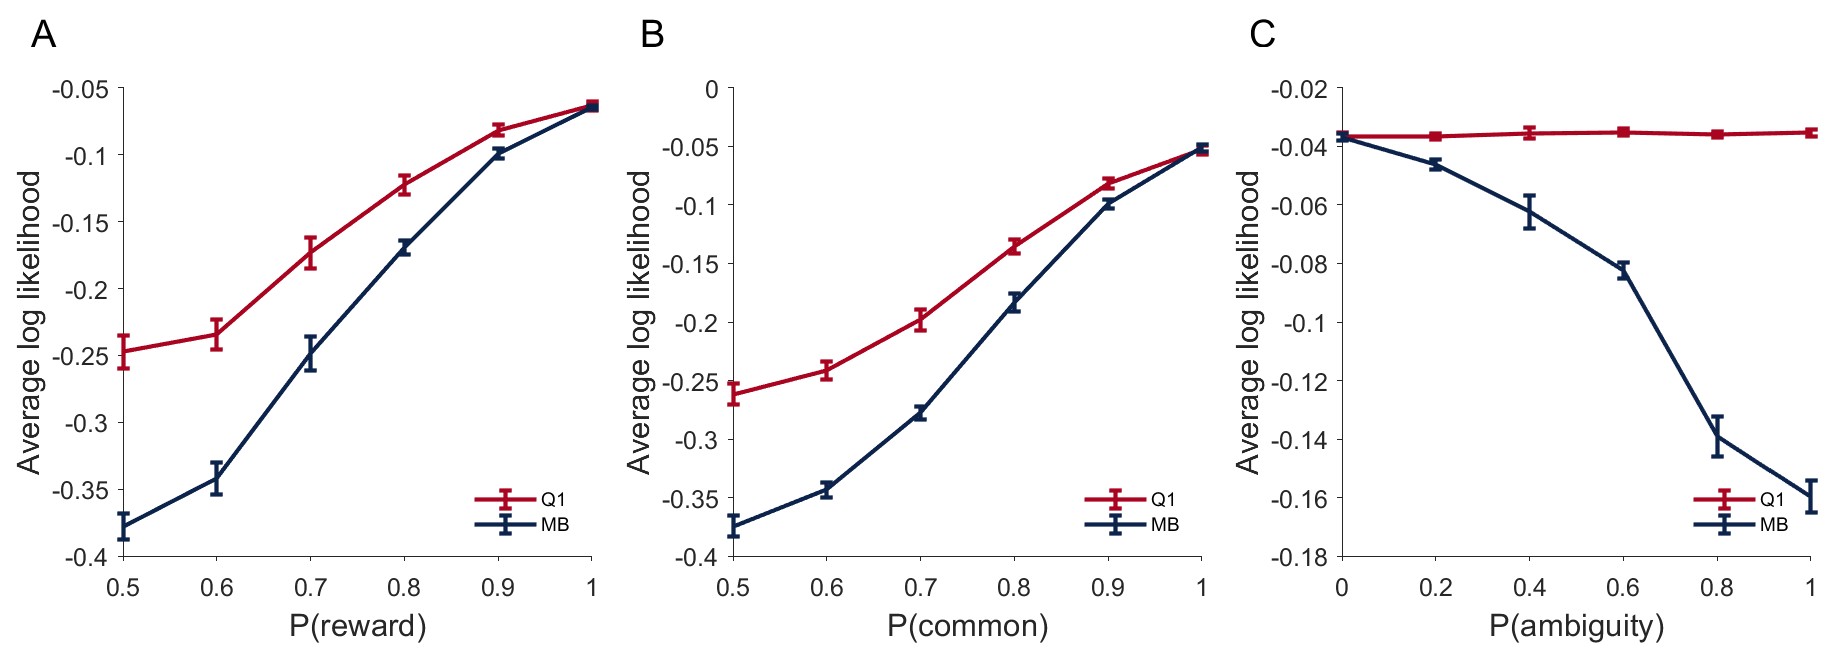 A
Average log likelihood
-0.05
-0.1
-0.15
-0.2
-0.25
-0.3
-0.35
-0.4
0.5 0.6 0.7 0.8 0.9 1
P(reward)
Q1
MB
B
Average log likelihood
0
-0.05
-0.1
-0.15
-0.2
-0.25
-0.3
-0.35
-0.4
0.5 0.6 0.7 0.8 0.9 1
P(common)
Q1
MB
C
Average log likelihood
-0.02
-0.04
-0.06
-0.08
-0.1
-0.12
-0.14
-0.16
-0.18
0 0.2 0.4 0.6 0.8 1
P(ambiguity)
Q1
MB